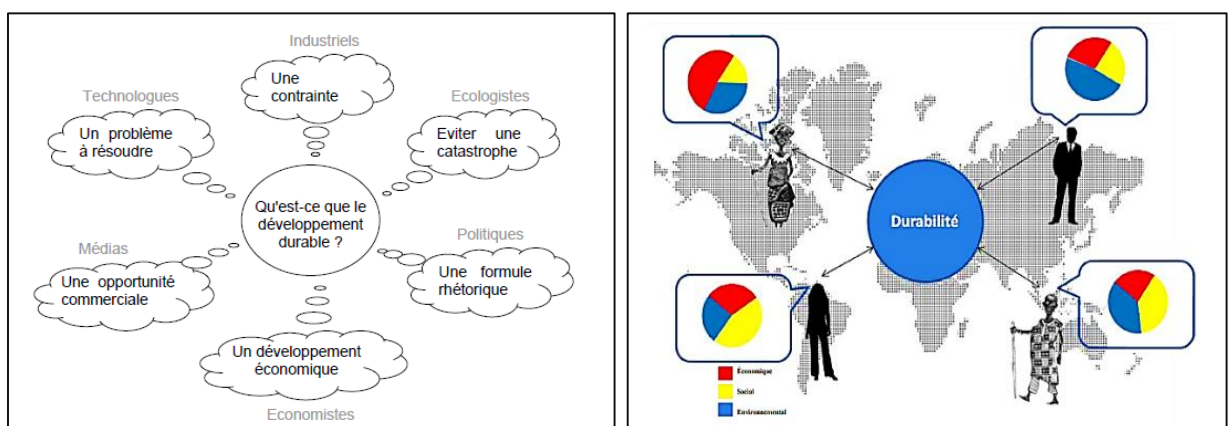 Industriels
Une
contrainte
Technologues
Un problème
à résoudre
Ecologistes
Eviter une
catastrophe
Qu'est-ce que le
développement
durable ?
Médias
Une opportunité
commerciale
Politiques
Une formule
rhétorique
Un développement
économique
Economistes
Durabilité
Économique
Social
Environnemental